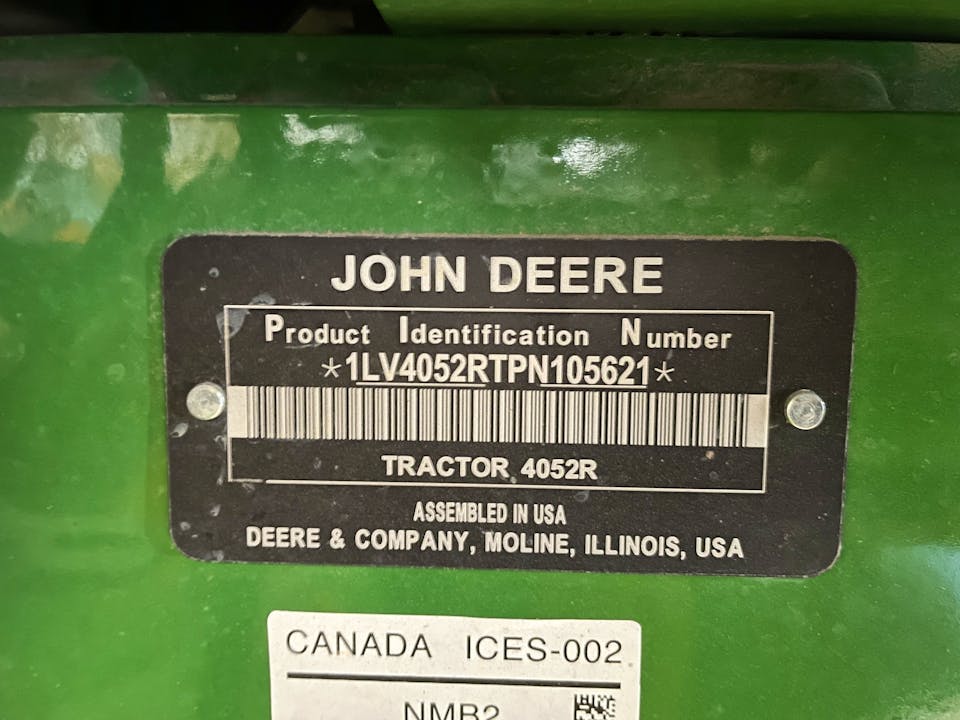 JOHN DEERE
Product Identification Number
*1LV4052RTPN105621*
TRACTOR 4052R
ASSEMBLED IN USA
DEERE & COMPANY, MOLINE, ILLINOIS, USA
CANADA ICES-002
NMB2